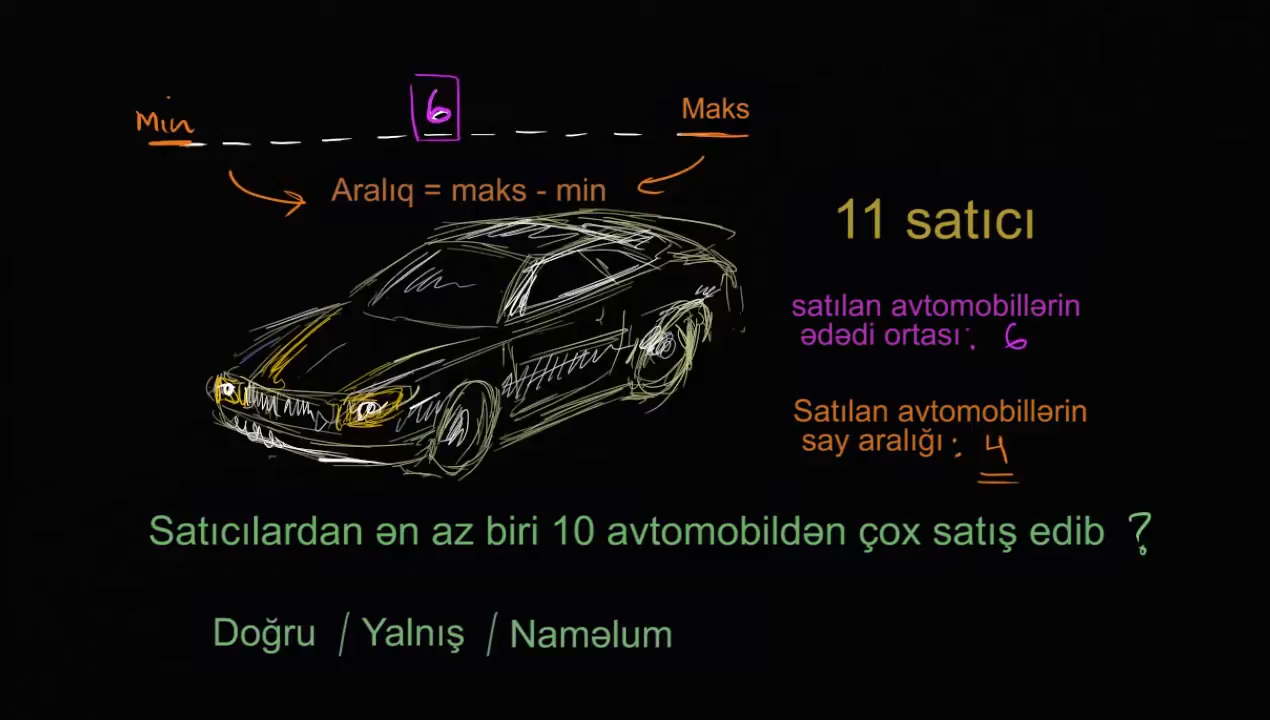 Min
6
Maks
Aralıq = maks - min
11 satıcı
satılan avtomobillərin
ədədi ortası: 6
Satılan avtomobillərin
say aralığı: 4
Satıcılardan ən az biri 10 avtomobildən çox satış edib ?
Doğru / Yalnış / Naməlum